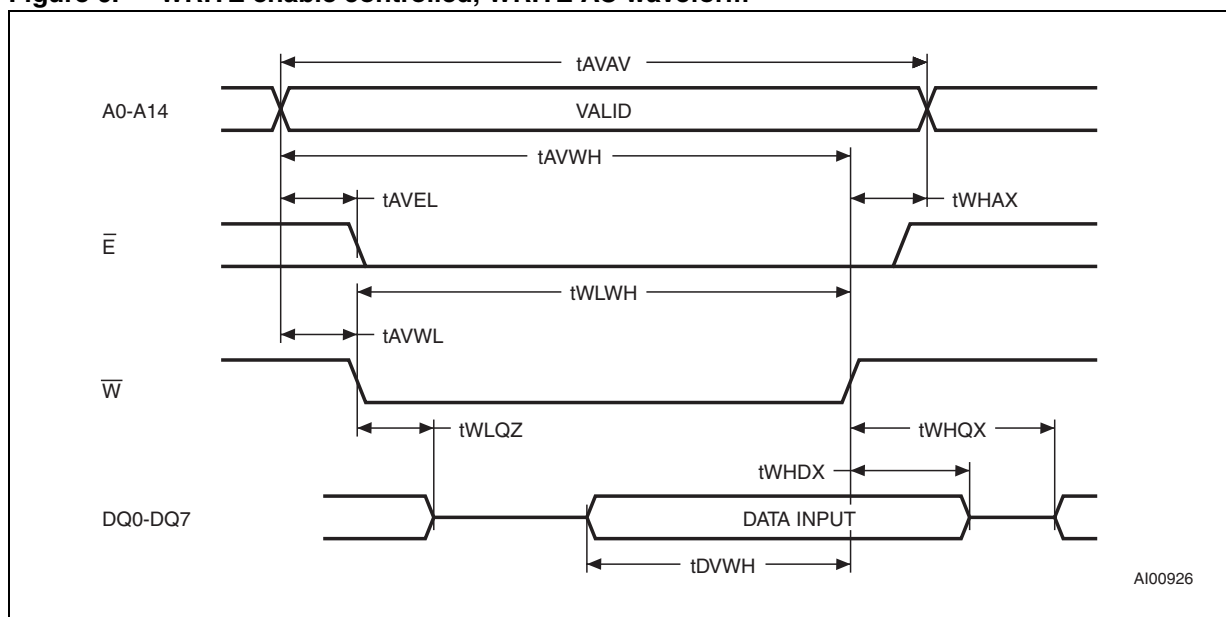 Figure WRITE enable controlled, WRITE AC waveform
tAVAV
A0-A14
VALID
tAVWH
tAVEL
tWHAX
E̅
tWLWH
tAVWL
W̅
tWLQZ
tWHQX
tWHDX
DQ0-DQ7
DATA INPUT
tDVWH
AI00926